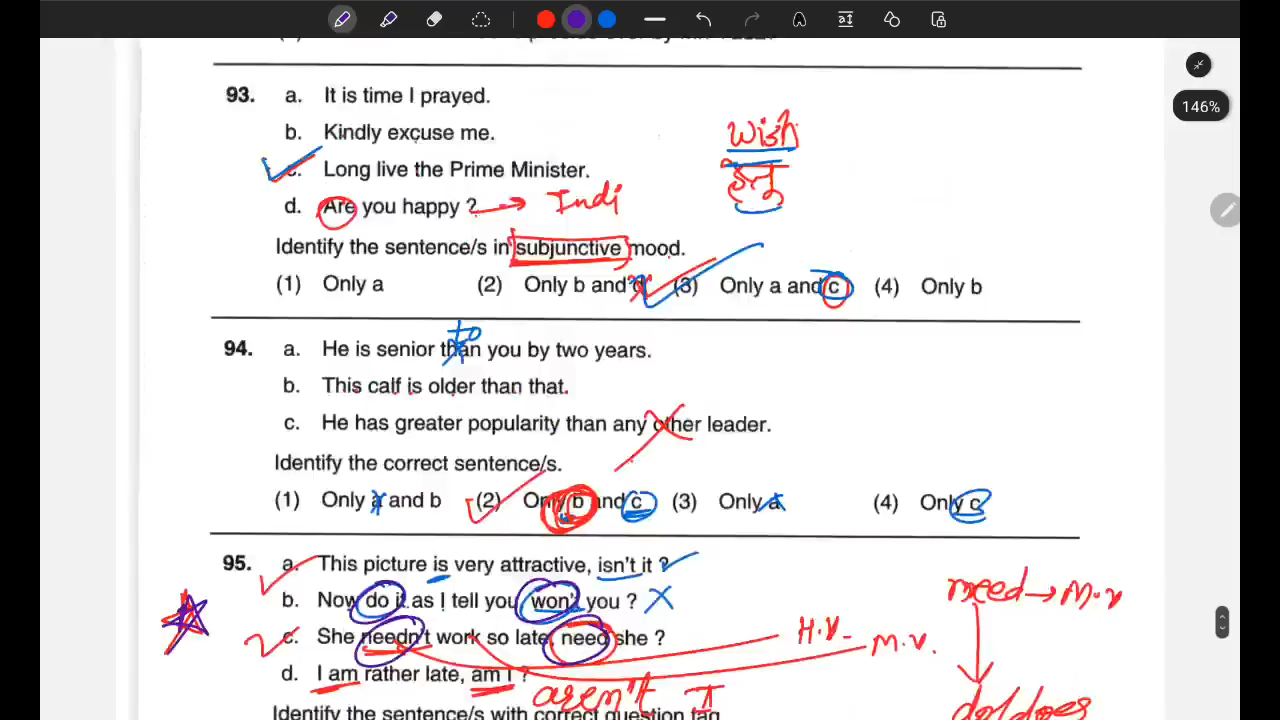 146%
93. a. It is time I prayed.
b. Kindly excuse me.
Wish
c. Long live the Prime Minister.
हेतु
d. Are you happy ? → Indi
Identify the sentence/s in subjunctive mood.
(1) Only a (2) Only b and d (3) Only a and c (4) Only b
to
94. a. He is senior than you by two years.
b. This calf is older than that.
c. He has greater popularity than any other leader.
Identify the correct sentence/s.
(1) Only a and b (2) Only b and c (3) Only a (4) Only c
95. a. This picture is very attractive, isn't it ?
need → M.V
b. Now do it as I tell you won't you ?
c. She needn't work so late, need she ?
H.V.
M.V.
d. I am rather late, am I ?
aren't I
do/does
Identify the sentence/s with correct question tag